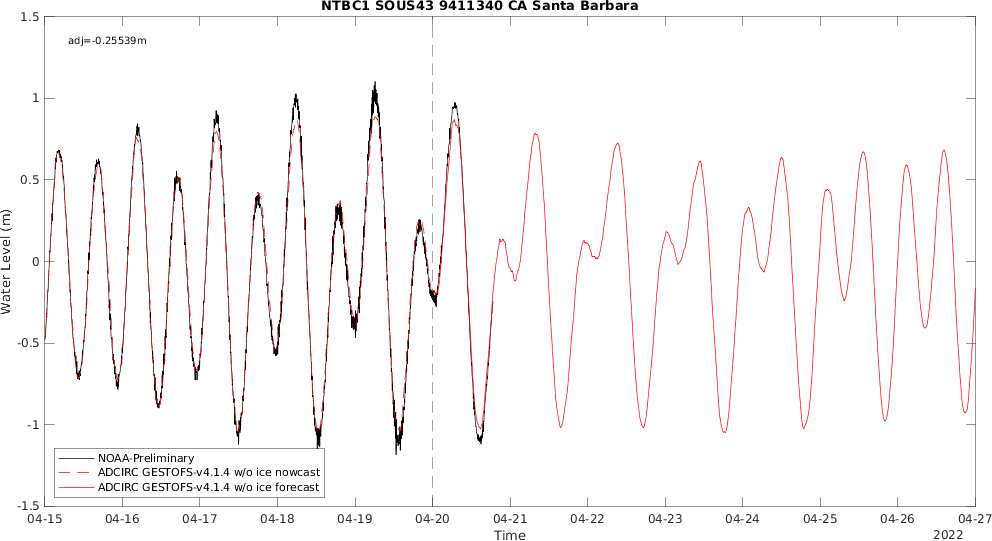 NTBC1 SOUS43 9411340 CA Santa Barbara
adj=-0.25539m
1.5
1
0.5
0
-0.5
-1
-1.5
Water Level (m)
NOAA-Preliminary
ADCIRC GESTOFS-v4.1.4 w/o ice nowcast
ADCIRC GESTOFS-v4.1.4 w/o ice forecast
04-15 04-16 04-17 04-18 04-19 04-20 04-21 04-22 04-23 04-24 04-25 04-26 04-27
Time
2022